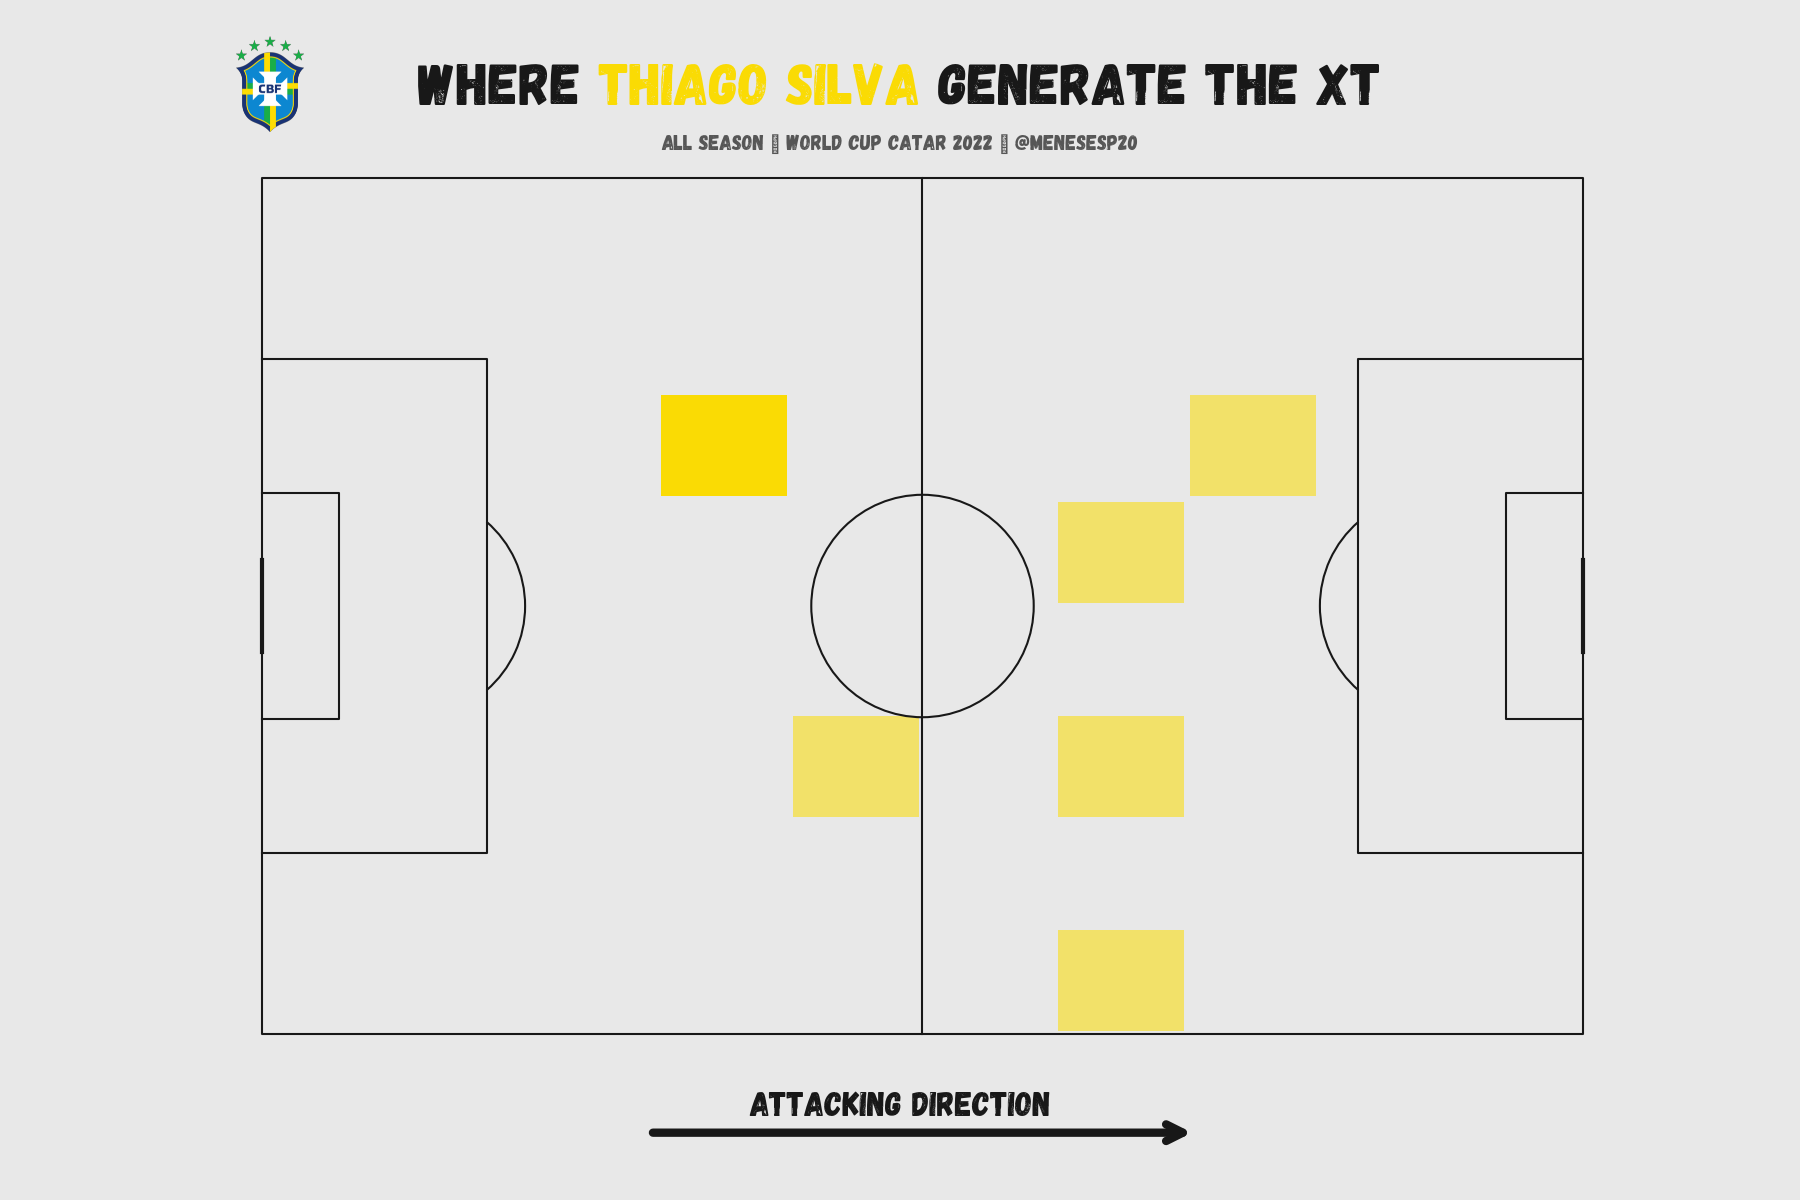 CBF
WHERE THIAGO SILVA GENERATE THE XT
ALL SEASON WORLD CUP CATAR 2022 @MENESESP20
ATTACKING DIRECTION